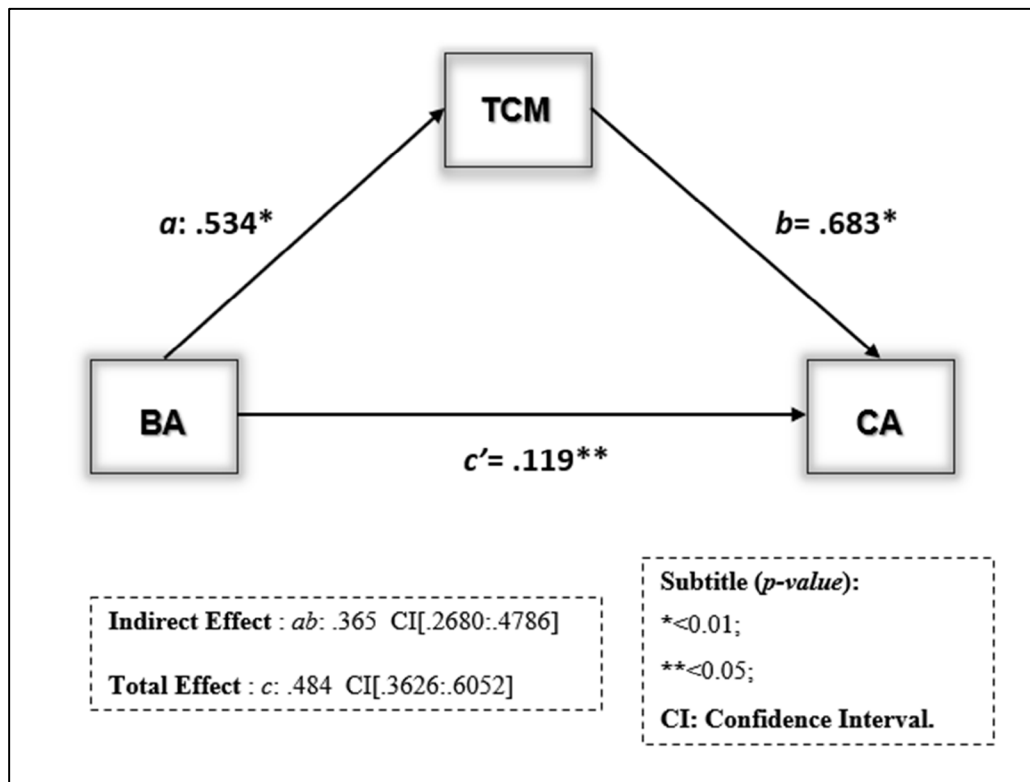 TCM
a: .534*
b= .683*
BA
CA
c’= .119**
Indirect Effect : ab: .365 CI[.2680:.4786]
Total Effect : c: .484 CI[.3626:.6052]
Subtitle (p-value):
*<0.01;
**<0.05;
CI: Confidence Interval.